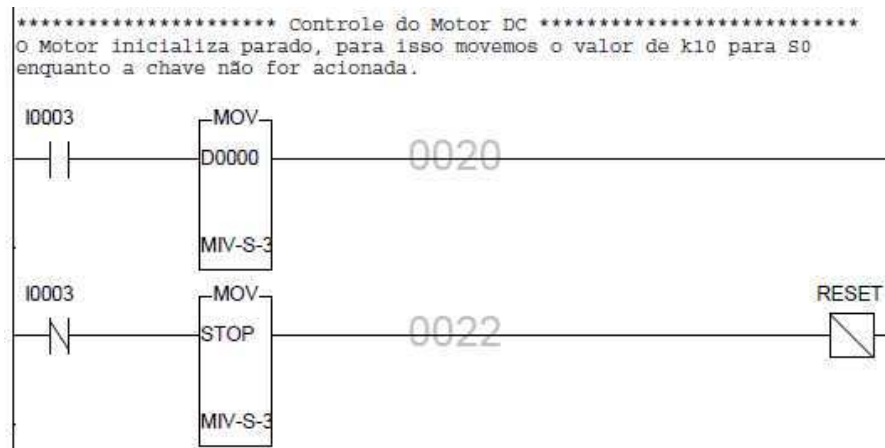 ********************** Controle do Motor DC ***************************
O Motor inicializa parado, para isso movemos o valor de k10 para S0
enquanto a chave não for acionada.
I0003
MOV
D0000
0020
MIV-S-3
I0003
MOV
RESET
STOP
0022
MIV-S-3